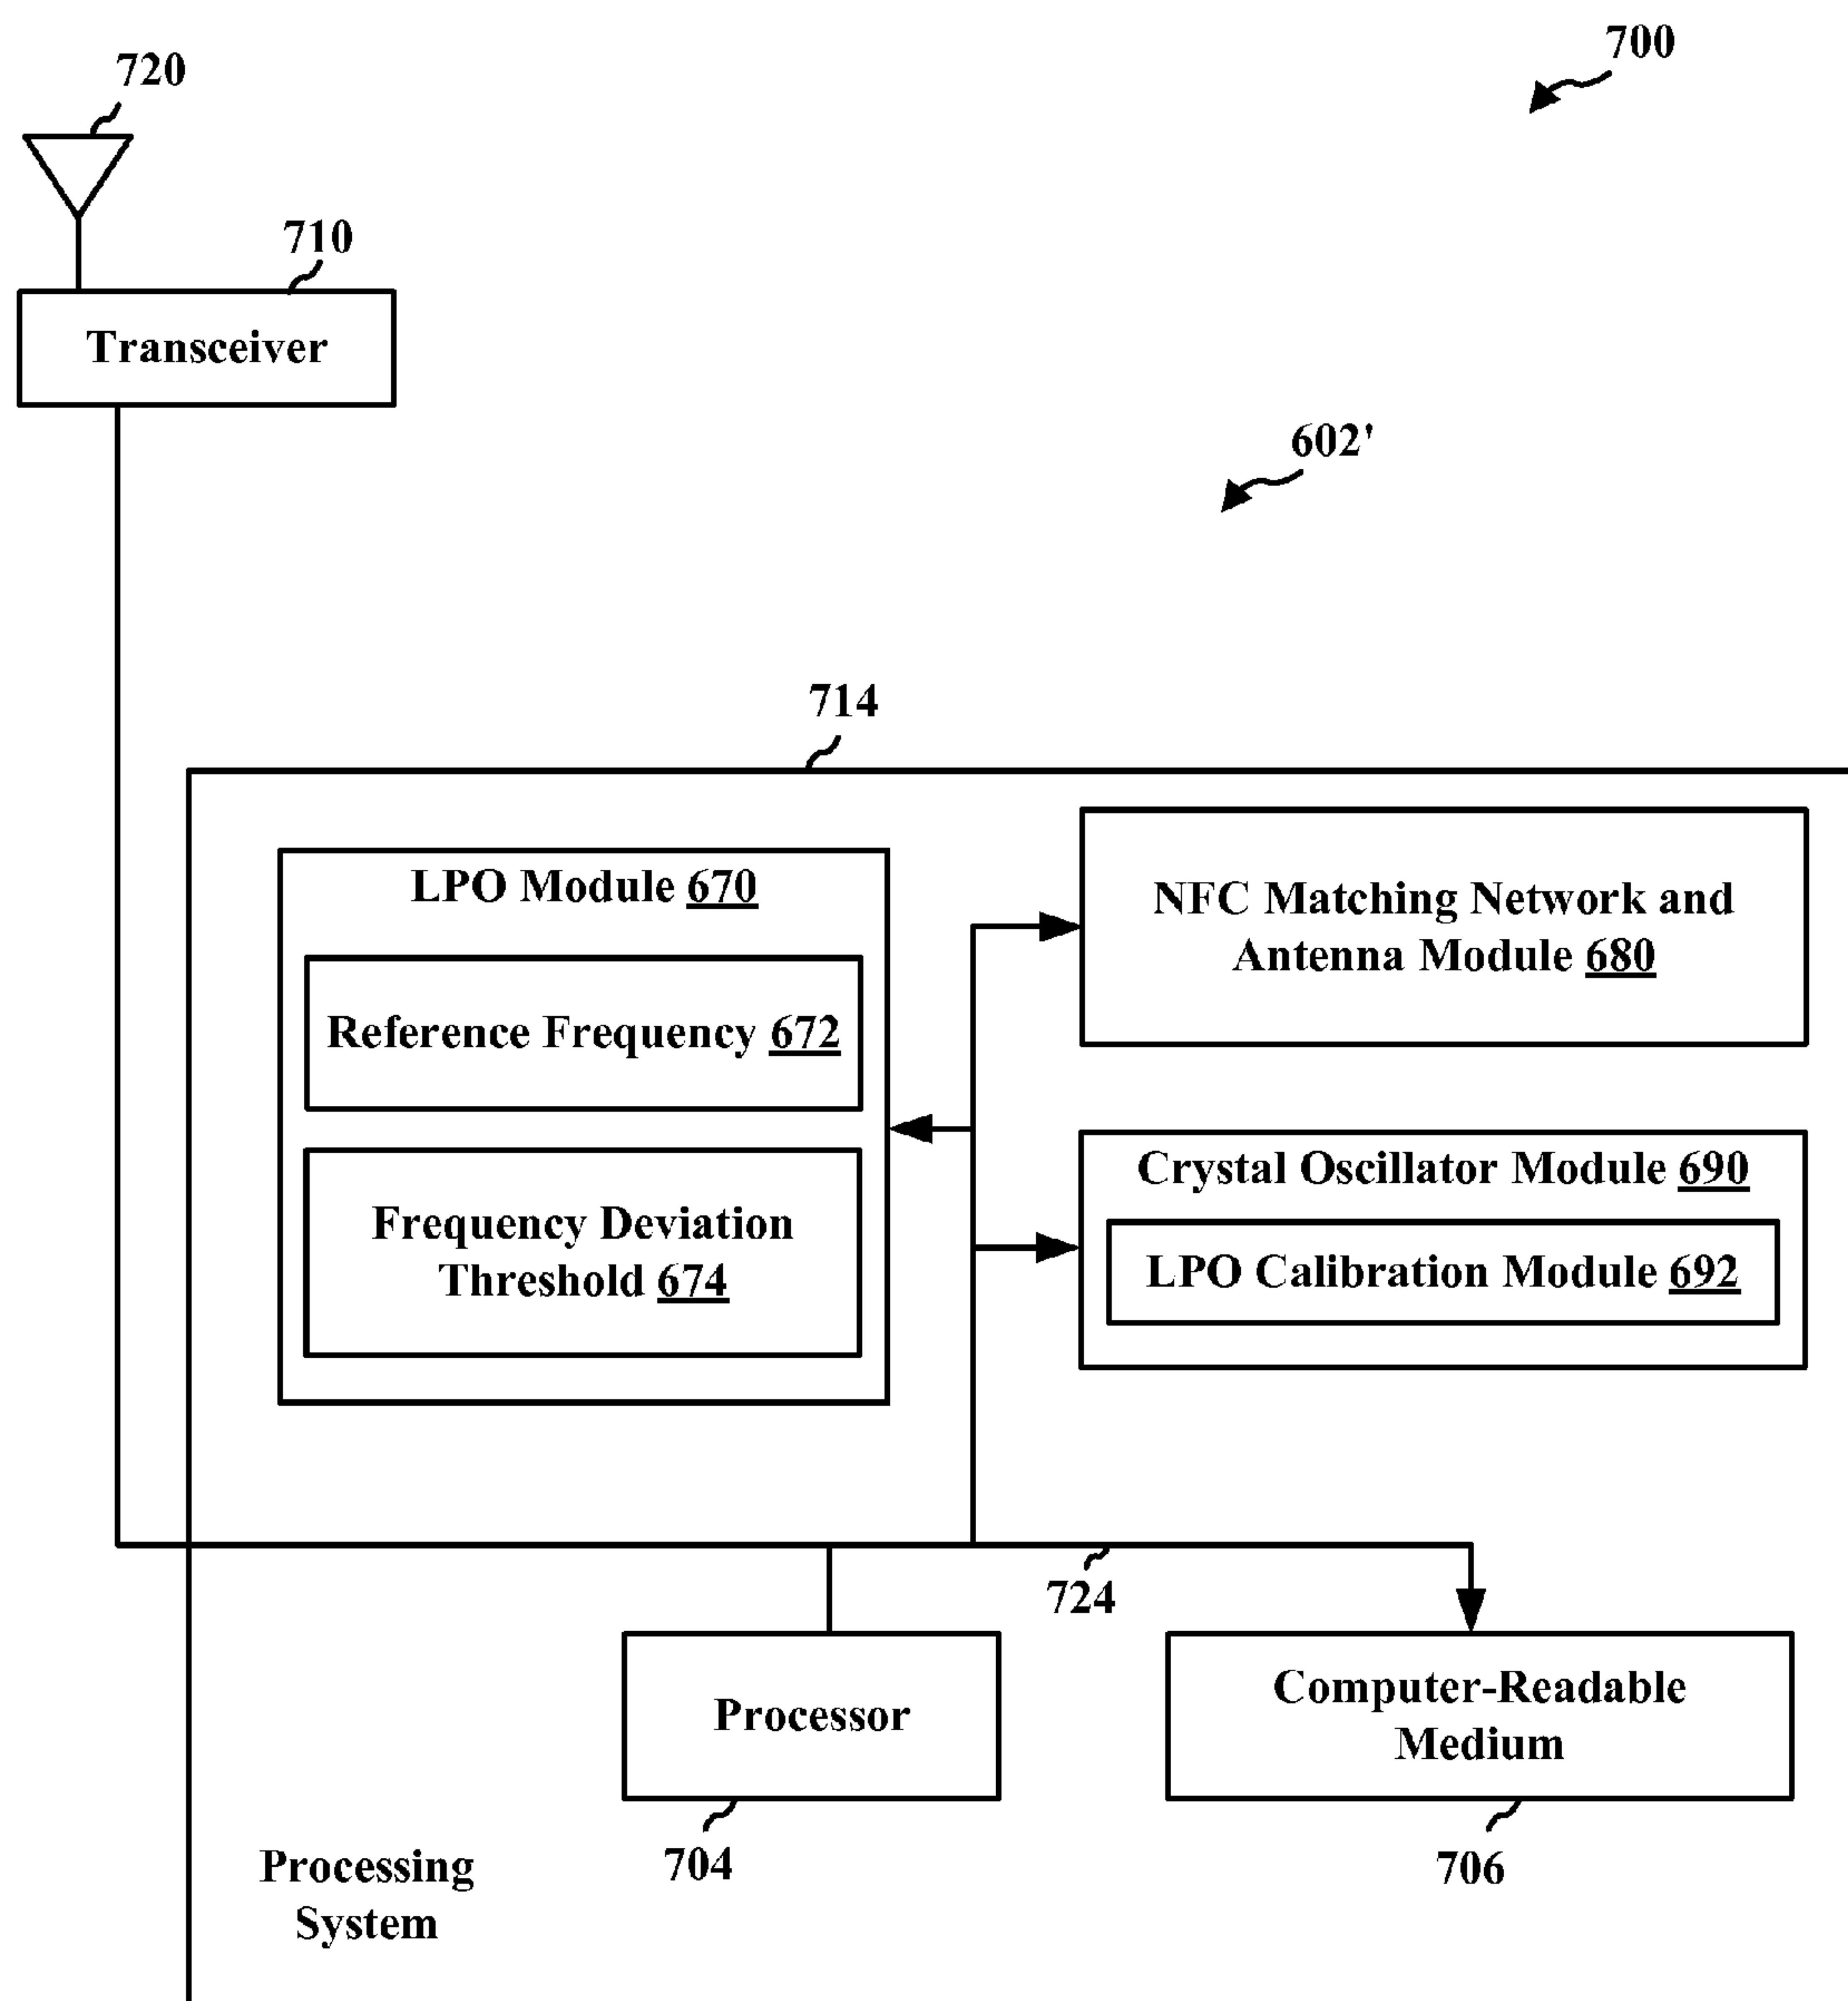 700
720
710
Transceiver
602'
714
LPO Module 670
Reference Frequency 672
Frequency Deviation
Threshold 674
NFC Matching Network and
Antenna Module 680
Crystal Oscillator Module 690
LPO Calibration Module 692
724
Processor
704
Computer-Readable
Medium
706
Processing
System